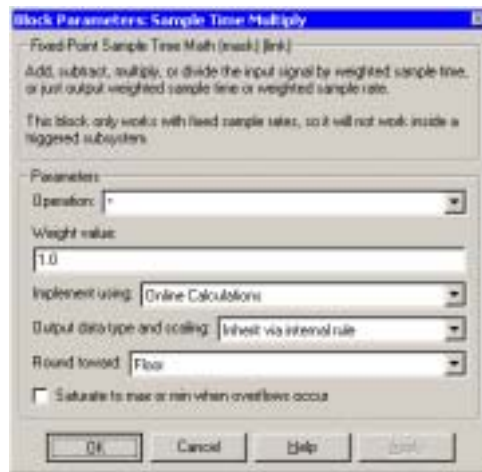 Block Parameters: Sample Time Multiply
Fixed-Point Sample Time Math (mask) (link)
Add, subtract, multiply, or divide the input signal by weighted sample time,
or just output weighted sample time or weighted sample rate.
This block only works with fixed sample rates, so it will not work inside a
triggered subsystem.
Parameters
Operation: *
Weight value:
1.0
Implement using: Online Calculations
Output data type and scaling: Inherit via internal rule
Round toward: Floor
Saturate to max or min when overflows occur
OK Cancel Help Apply